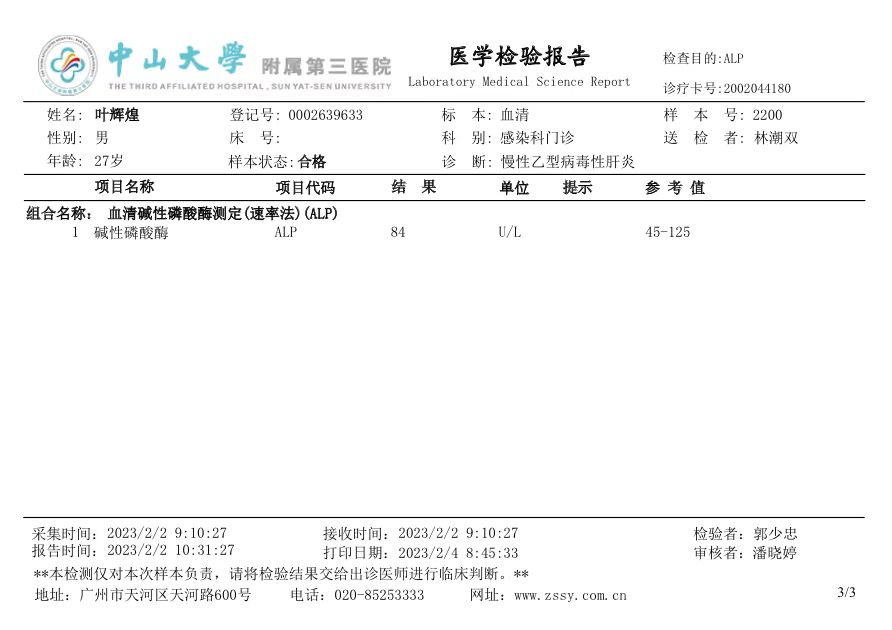 中山大学 附属第三医院
THE THIRD AFFILIATED HOSPITAL, SUN YAT-SEN UNIVERSITY
医学检验报告
Laboratory Medical Science Report
检查目的:ALP
诊疗卡号:2002044180
姓名: 叶辉煌 登记号: 0002639633 标 本: 血清 样 本 号: 2200
性别: 男 床 号: 科 别: 感染科门诊 送 检 者: 林潮双
年龄: 27岁 样本状态: 合格 诊 断: 慢性乙型病毒性肝炎
项目名称 项目代码 结 果 单位 提示 参 考 值
组合名称: 血清碱性磷酸酶测定(速率法)(ALP)
1 碱性磷酸酶 ALP 84 U/L 45-125
采集时间: 2023/2/2 9:10:27 接收时间: 2023/2/2 9:10:27 检验者: 郭少忠
报告时间: 2023/2/2 10:31:27 打印日期: 2023/2/4 8:45:33 审核者: 潘晓婷
**本检测仅对本次样本负责, 请将检验结果交给出诊医师进行临床判断。**
地址: 广州市天河区天河路600号 电话: 020-85253333 网址: www.zssy.com.cn 3/3